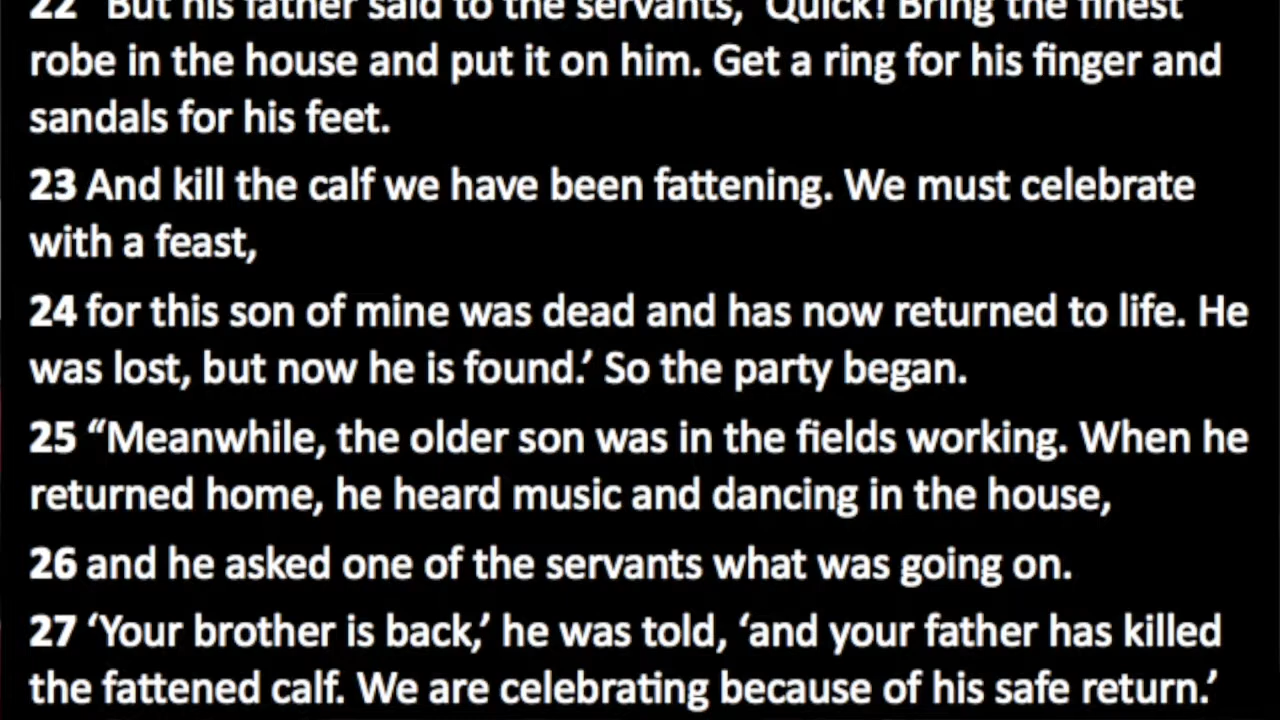 22 “But his father said to the servants, ‘Quick! Bring the finest
robe in the house and put it on him. Get a ring for his finger and
sandals for his feet.
23 And kill the calf we have been fattening. We must celebrate
with a feast,
24 for this son of mine was dead and has now returned to life. He
was lost, but now he is found.’ So the party began.
25 “Meanwhile, the older son was in the fields working. When he
returned home, he heard music and dancing in the house,
26 and he asked one of the servants what was going on.
27 ‘Your brother is back,’ he was told, ‘and your father has killed
the fattened calf. We are celebrating because of his safe return.’